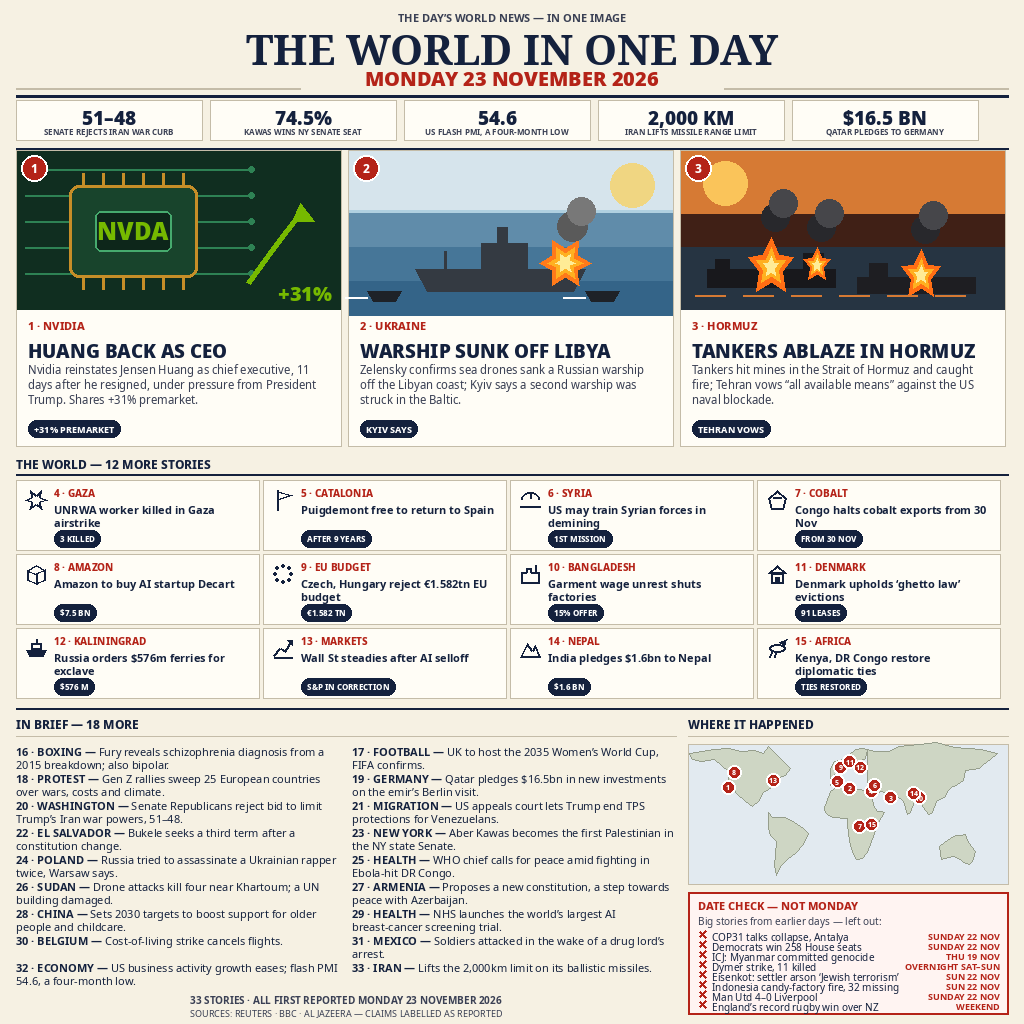 THE DAY'S WORLD NEWS — IN ONE IMAGE
THE WORLD IN ONE DAY
MONDAY 23 NOVEMBER 2026
51–48
SENATE REJECTS IRAN WAR CURB
74.5%
KAWAS WINS NY SENATE SEAT
54.6
US FLASH PMI, A FOUR-MONTH LOW
2,000 KM
IRAN LIFTS MISSILE RANGE LIMIT
$16.5 BN
QATAR PLEDGES TO GERMANY
1
NVDA
+31%
1 · NVIDIA
HUANG BACK AS CEO
Nvidia reinstates Jensen Huang as chief executive, 11
days after he resigned, under pressure from President
Trump. Shares +31% premarket.
+31% PREMARKET
2
2 · UKRAINE
WARSHIP SUNK OFF LIBYA
Zelensky confirms sea drones sank a Russian warship
off the Libyan coast; Kyiv says a second warship was
struck in the Baltic.
KYIV SAYS
3
3 · HORMUZ
TANKERS ABLAZE IN HORMUZ
Tankers hit mines in the Strait of Hormuz and caught
fire; Tehran vows “all available means” against the US
naval blockade.
TEHRAN VOWS
THE WORLD — 12 MORE STORIES
4 · GAZA
UNRWA worker killed in Gaza
airstrike
3 KILLED
5 · CATALONIA
Puigdemont free to return to Spain
AFTER 9 YEARS
6 · SYRIA
US may train Syrian forces in
demining
1ST MISSION
7 · COBALT
Congo halts cobalt exports from 30
Nov
FROM 30 NOV
8 · AMAZON
Amazon to buy AI startup Decart
$7.5 BN
9 · EU BUDGET
Czech, Hungary reject €1.582tn EU
budget
€1.582 TN
10 · BANGLADESH
Garment wage unrest shuts
factories
15% OFFER
11 · DENMARK
Denmark upholds ‘ghetto law’
evictions
91 LEASES
12 · KALININGRAD
Russia orders $576m ferries for
exclave
$576 M
13 · MARKETS
Wall St steadies after AI selloff
S&P IN CORRECTION
14 · NEPAL
India pledges $1.6bn to Nepal
$1.6 BN
15 · AFRICA
Kenya, DR Congo restore
diplomatic ties
TIES RESTORED
IN BRIEF — 18 MORE
16 · BOXING — Fury reveals schizophrenia diagnosis from a
2015 breakdown; also bipolar.
17 · FOOTBALL — UK to host the 2035 Women’s World Cup,
FIFA confirms.
18 · PROTEST — Gen Z rallies sweep 25 European countries
over wars, costs and climate.
19 · GERMANY — Qatar pledges $16.5bn in new investments
on the emir’s Berlin visit.
20 · WASHINGTON — Senate Republicans reject bid to limit
Trump’s Iran war powers, 51–48.
21 · MIGRATION — US appeals court lets Trump end TPS
protections for Venezuelans.
22 · EL SALVADOR — Bukele seeks a third term after a
constitution change.
23 · NEW YORK — Aber Kawas becomes the first Palestinian in
the NY state Senate.
24 · POLAND — Russia tried to assassinate a Ukrainian rapper
twice, Warsaw says.
25 · HEALTH — WHO chief calls for peace amid fighting in
Ebola-hit DR Congo.
26 · SUDAN — Drone attacks kill four near Khartoum; a UN
building damaged.
27 · ARMENIA — Proposes a new constitution, a step towards
peace with Azerbaijan.
28 · CHINA — Sets 2030 targets to boost support for older
people and childcare.
29 · HEALTH — NHS launches the world’s largest AI
breast-cancer screening trial.
30 · BELGIUM — Cost-of-living strike cancels flights.
31 · MEXICO — Soldiers attacked in the wake of a drug lord’s
arrest.
32 · ECONOMY — US business activity growth eases; flash PMI
54.6, a four-month low.
33 · IRAN — Lifts the 2,000km limit on its ballistic missiles.
33 STORIES · ALL FIRST REPORTED MONDAY 23 NOVEMBER 2026
SOURCES: REUTERS · BBC · AL JAZEERA — CLAIMS LABELLED AS REPORTED
WHERE IT HAPPENED
8
1
13
9
11
12
5
2
6
3
14
7
15
DATE CHECK — NOT MONDAY
Big stories from earlier days — left out:
COP31 talks collapse, Antalya SUNDAY 22 NOV
Democrats win 258 House seats SUNDAY 22 NOV
ICJ: Myanmar committed genocide THU 19 NOV
Dymer strike, 11 killed OVERNIGHT SAT–SUN
Eisenkot: settler arson ‘Jewish terrorism’ SUN 22 NOV
Indonesia candy-factory fire, 32 missing SUN 22 NOV
Man Utd 4–0 Liverpool SUNDAY 22 NOV
England’s record rugby win over NZ WEEKEND